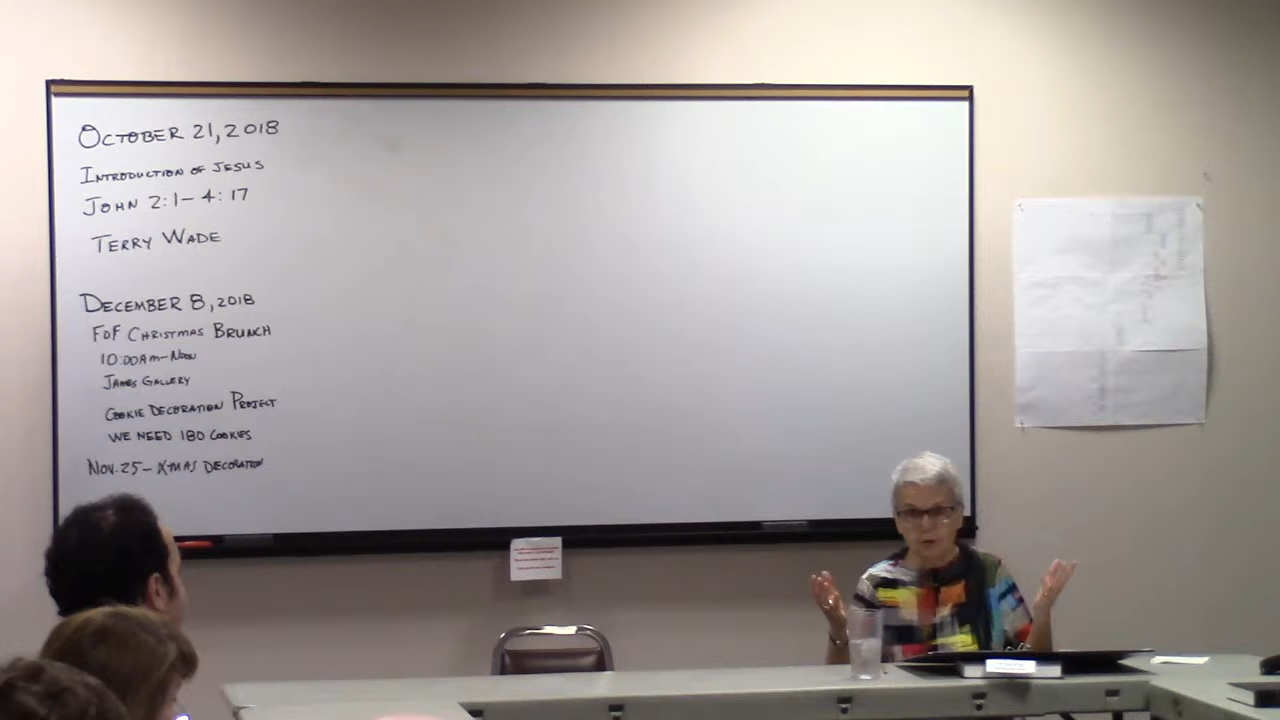 October 21, 2018
Introduction of Jesus
John 2:1-4:17
Terry Wade
December 8, 2018
FDF Christmas Brunch
10:00am-Noon
James Gallery
Cookie Decoration Project
We need 180 cookies
Nov. 25- Xmas Decoration